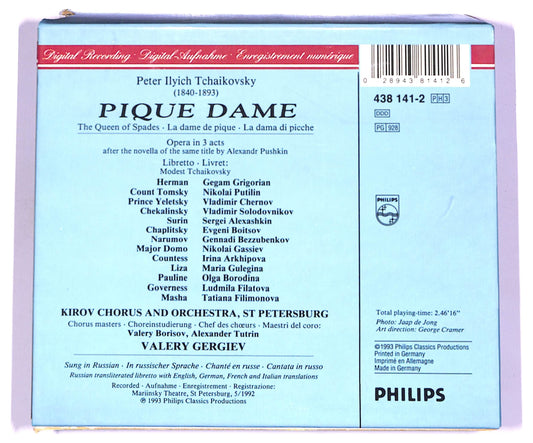 Digital Recording · Digital-Aufnahme · Enregistrement numérique
Peter Ilyich Tchaikovsky
(1840-1893)
PIQUE DAME
The Queen of Spades · La dame de pique · La dama di picche
Opera in 3 acts
after the novella of the same title by Alexandr Pushkin
Libretto · Livret:
Modest Tchaikovsky
Herman Gegam Grigorian
Count Tomsky Nikolai Putilin
Prince Yeletsky Vladimir Chernov
Chekalinsky Vladimir Solodovnikov
Surin Sergei Alexashkin
Chaplitsky Evgeni Boitsov
Narumov Gennadi Bezzubenkov
Major Domo Nikolai Gassiev
Countess Irina Arkhipova
Liza Maria Gulegina
Pauline Olga Borodina
Governess Ludmila Filatova
Masha Tatiana Filimonova
KIROV CHORUS AND ORCHESTRA, ST PETERSBURG
Chorus masters · Choreinstudierung · Chef des chœurs · Maestri del coro:
Valery Borisov, Alexander Tutrin
VALERY GERGIEV
Sung in Russian · In russischer Sprache · Chanté en russe · Cantata in russo
Russian transliterated libretto with English, German, French and Italian translations
Recorded · Aufnahme · Enregistrement · Registrazione:
Mariinsky Theatre, St Petersburg, 5/1992
℗ 1993 Philips Classics Productions
0 28943 81412 6
438 141-2 PH3
DDD
PG 928
PHILIPS
Total playing-time: 2.46'16"
Photo: Jaap de Jong
Art direction: George Cramer
©1993 Philips Classics Productions
Printed in Germany
Imprimé en Allemagne
Made in Germany
PHILIPS